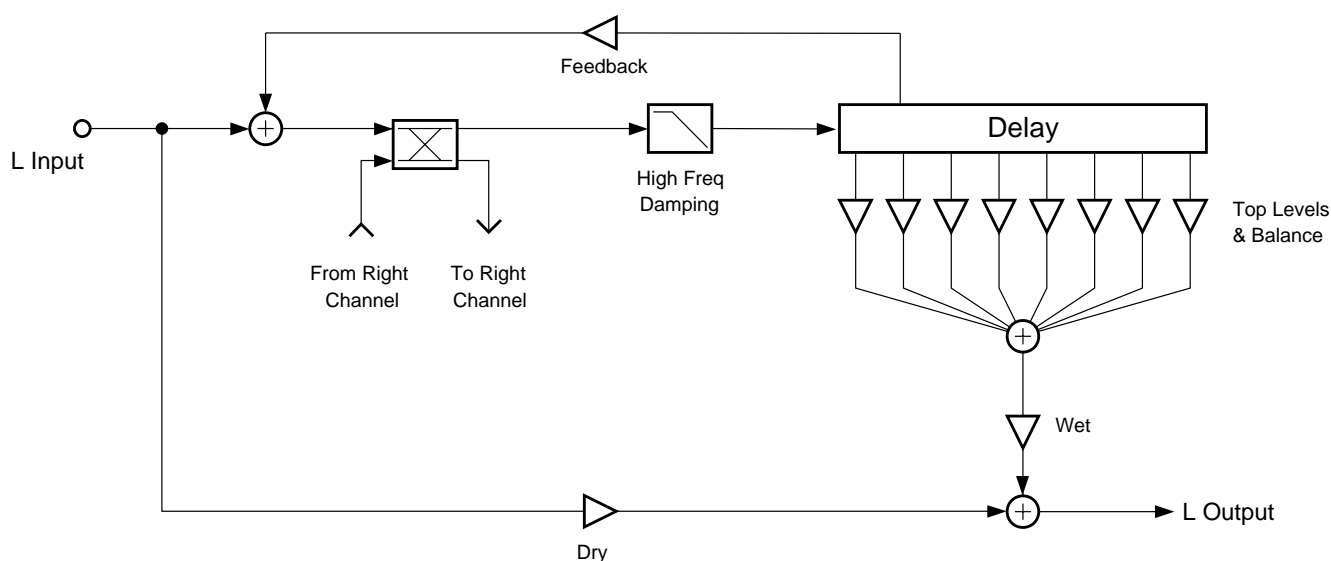 Feedback
Delay
L Input
High Freq
Damping
Top Levels
& Balance
From Right
Channel
To Right
Channel
Wet
L Output
Dry